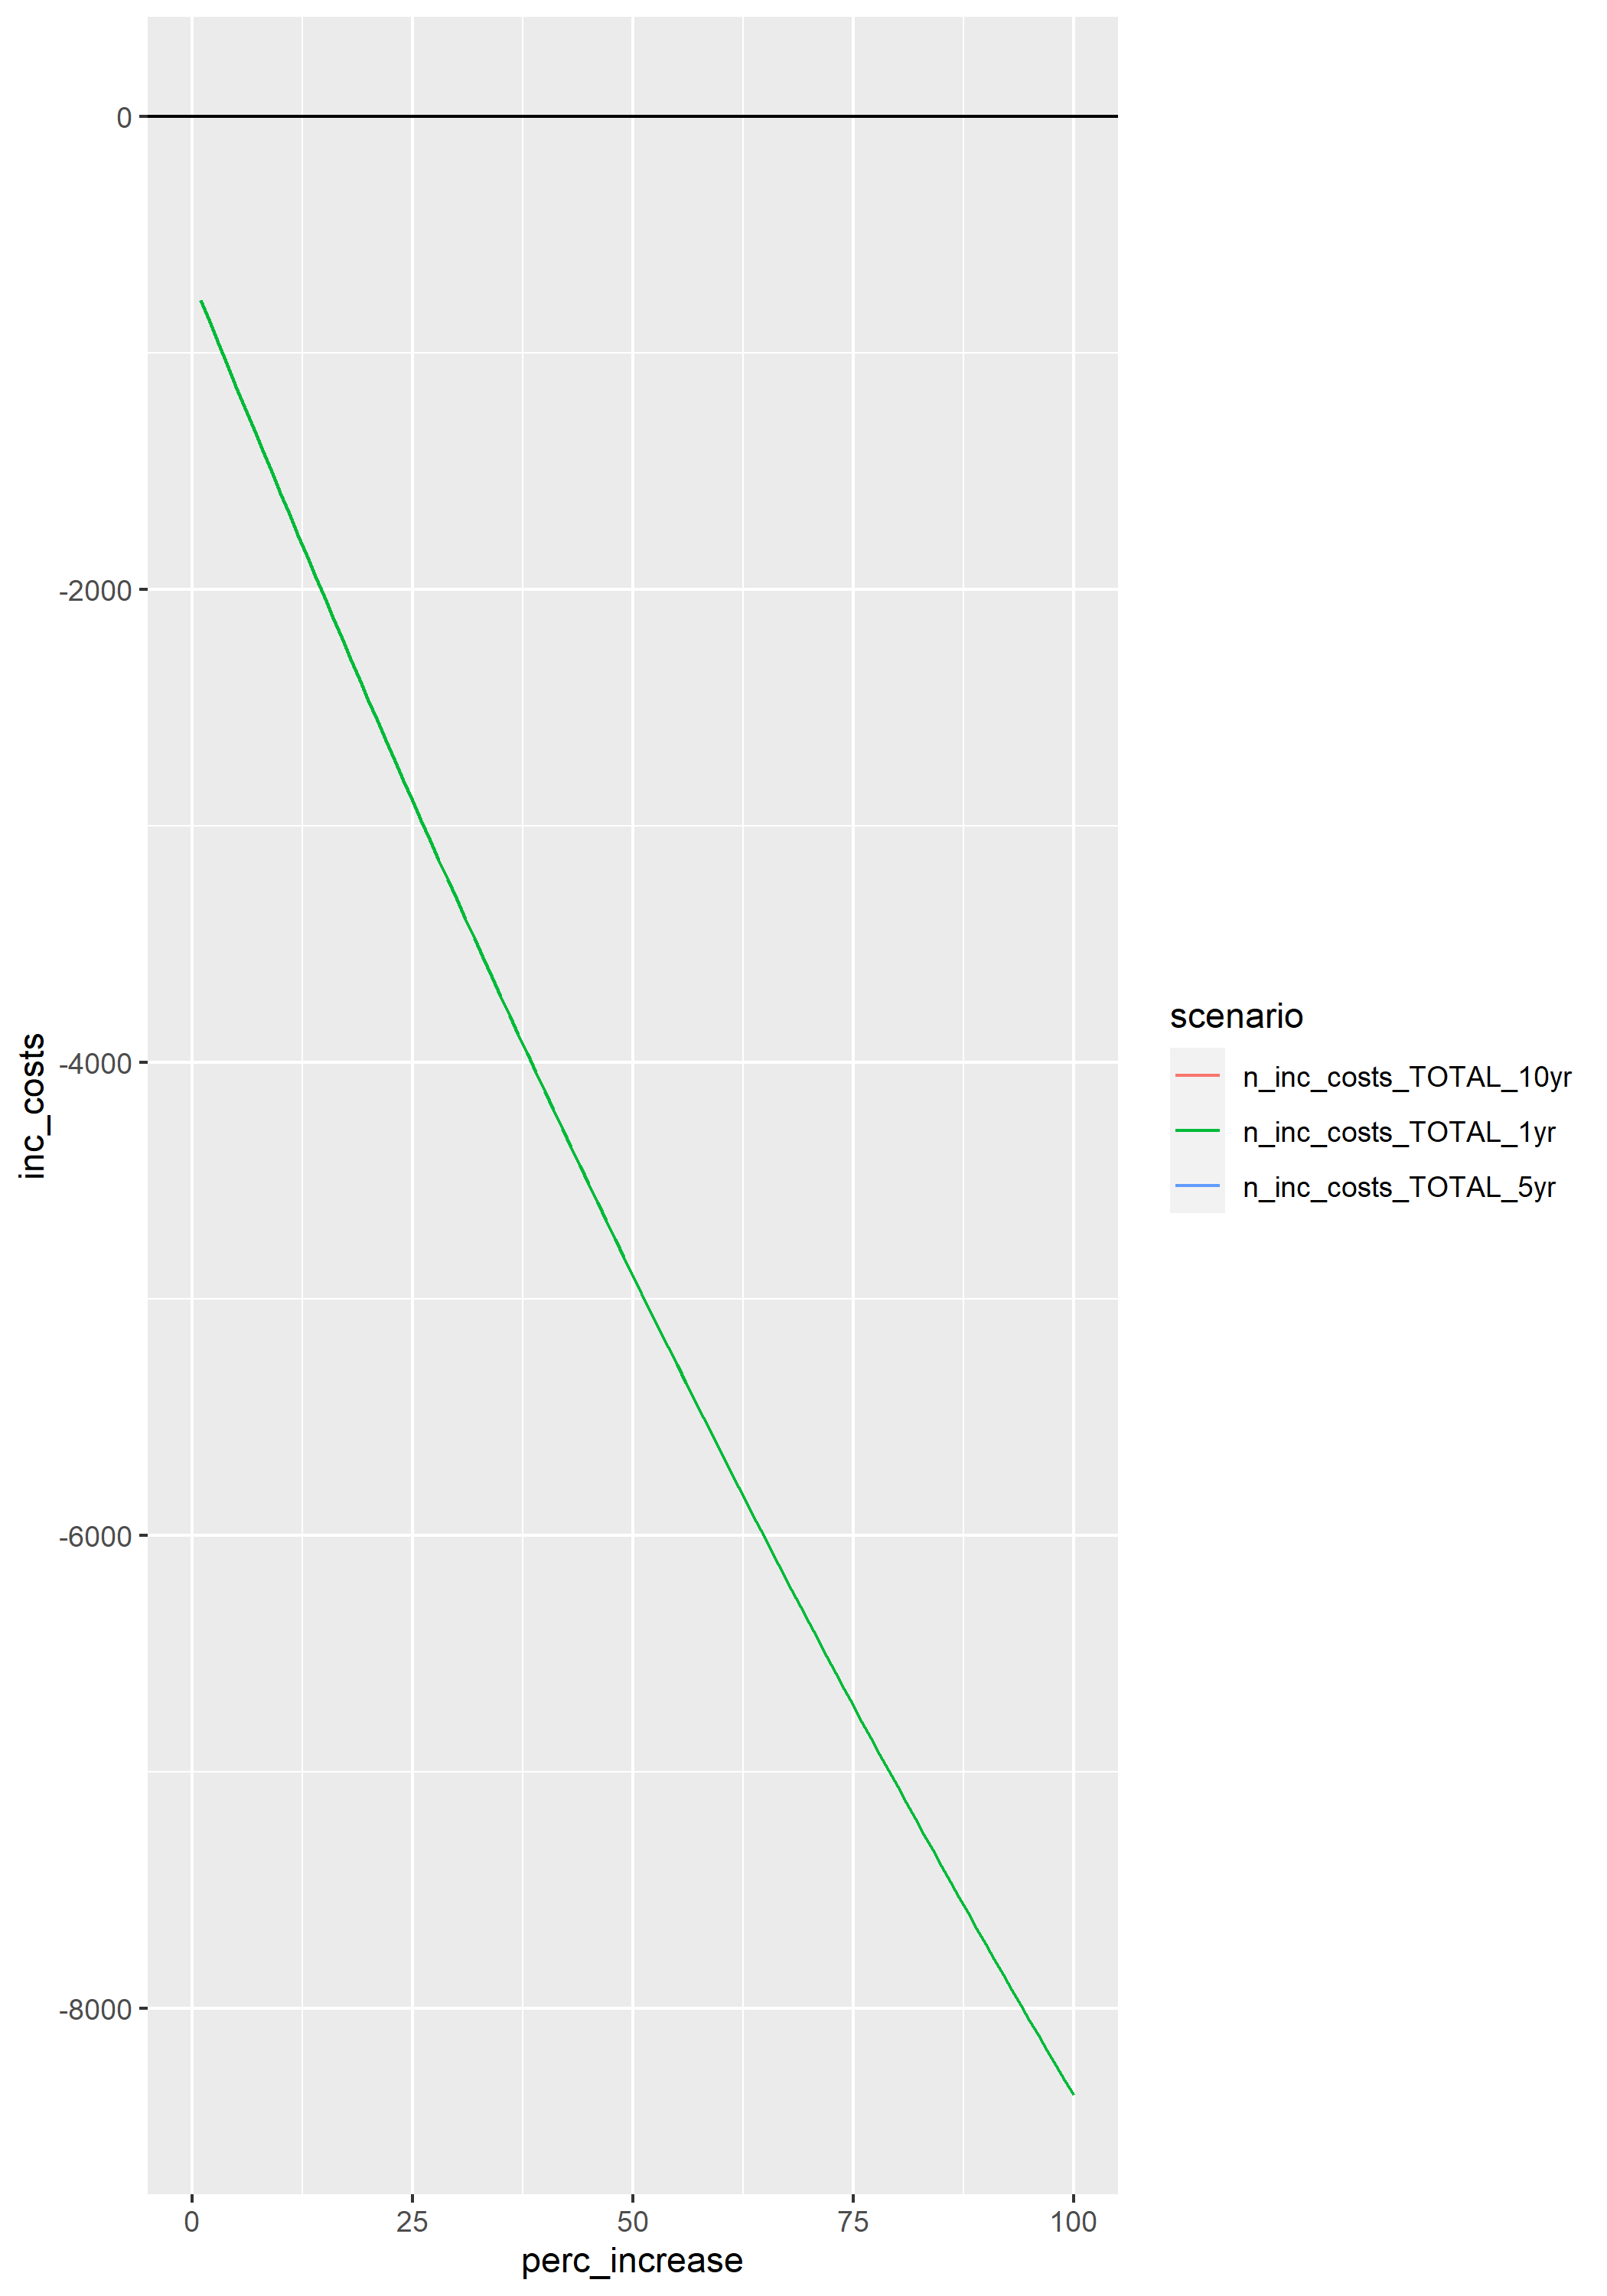 inc_costs
0
-2000
-4000
-6000
-8000
0 25 50 75 100
perc_increase
scenario
n_inc_costs_TOTAL_10yr
n_inc_costs_TOTAL_1yr
n_inc_costs_TOTAL_5yr